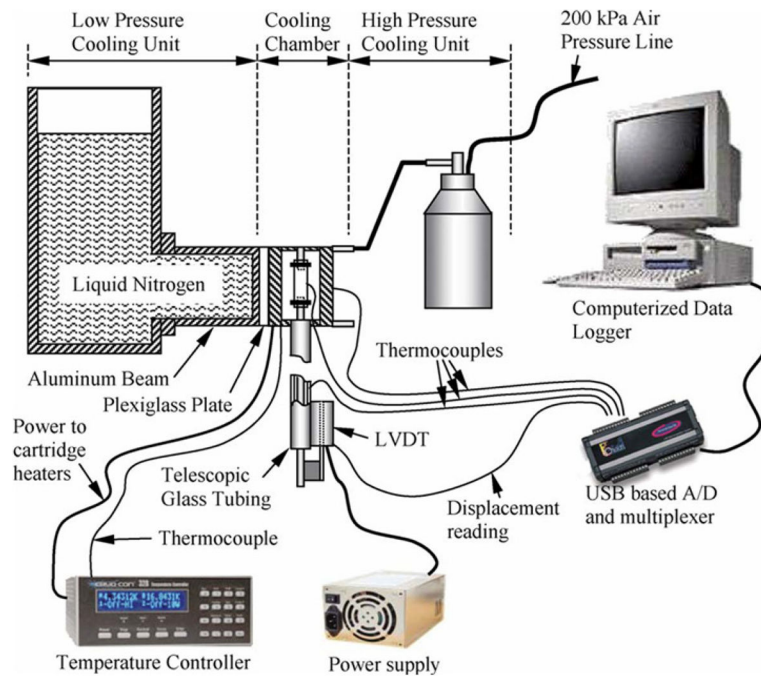 Low Pressure
Cooling Unit
Cooling
Chamber
High Pressure
Cooling Unit
200 kPa Air
Pressure Line
Liquid Nitrogen
Computerized Data
Logger
Aluminum Beam
Plexiglass Plate
Thermocouples
Power to
cartridge
heaters
LVDT
Telescopic
Glass Tubing
Displacement
reading
USB based A/D
and multiplexer
Thermocouple
Temperature Controller
Power supply